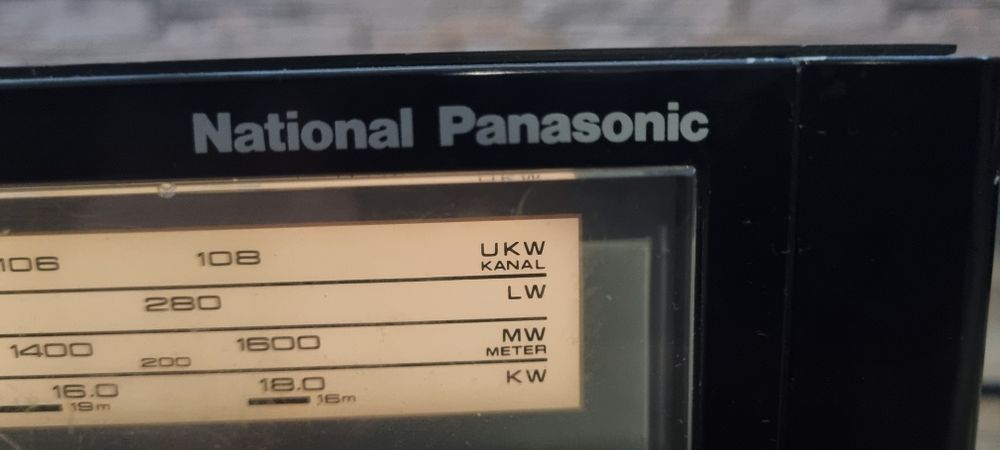 National Panasonic
106 108 UKW
KANAL
280 LW
1400 1600 MW
200 METER
16.0 18.0 KW
19m 16m